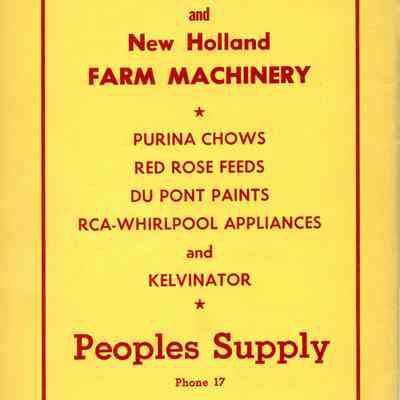 and
New Holland
FARM MACHINERY
★
PURINA CHOWS
RED ROSE FEEDS
DU PONT PAINTS
RCA-WHIRLPOOL APPLIANCES
and
KELVINATOR
★
Peoples Supply
Phone 17